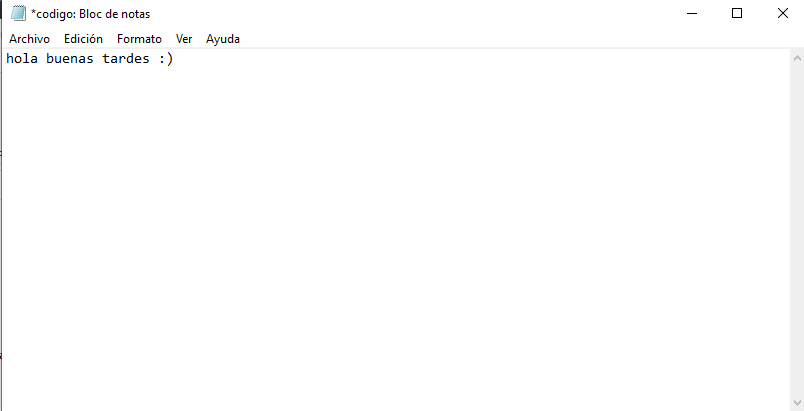 *codigo: Bloc de notas
Archivo Edición Formato Ver Ayuda
hola buenas tardes :)